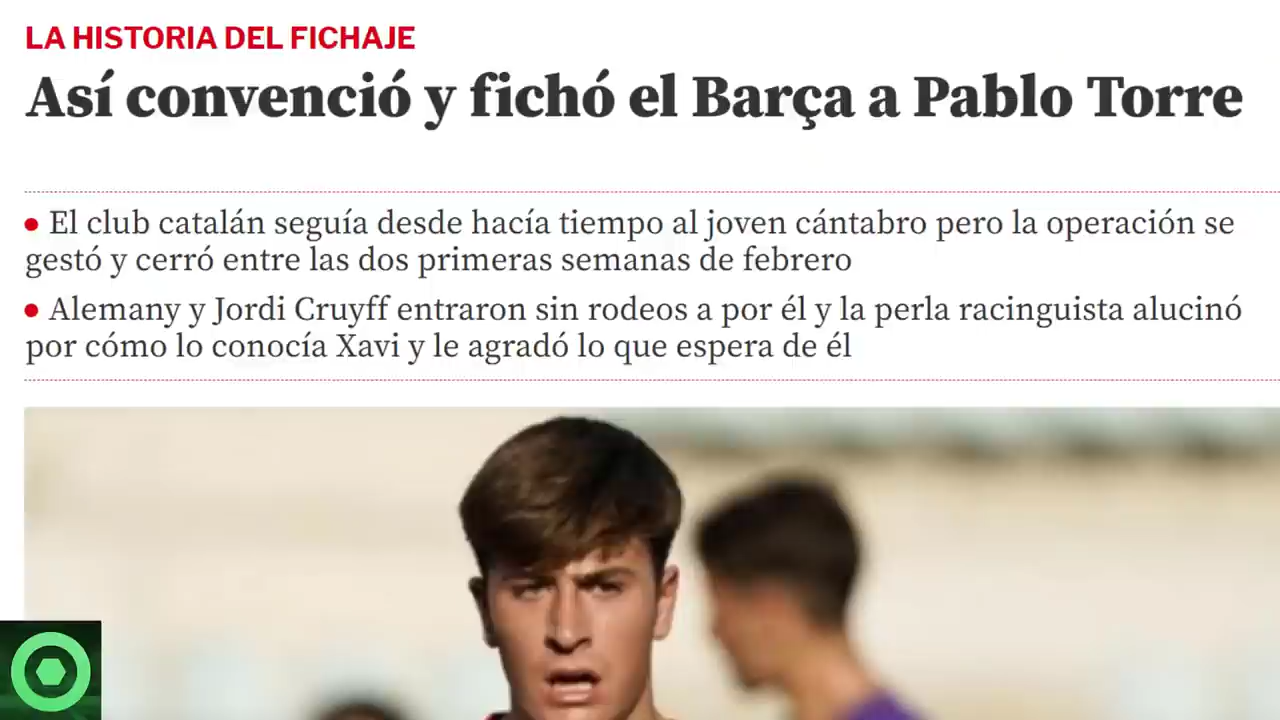 LA HISTORIA DEL FICHAJE
Así convenció y fichó el Barça a Pablo Torre
• El club catalán seguía desde hacía tiempo al joven cántabro pero la operación se
gestó y cerró entre las dos primeras semanas de febrero
• Alemany y Jordi Cruyff entraron sin rodeos a por él y la perla racinguista alucinó
por cómo lo conocía Xavi y le agradó lo que espera de él